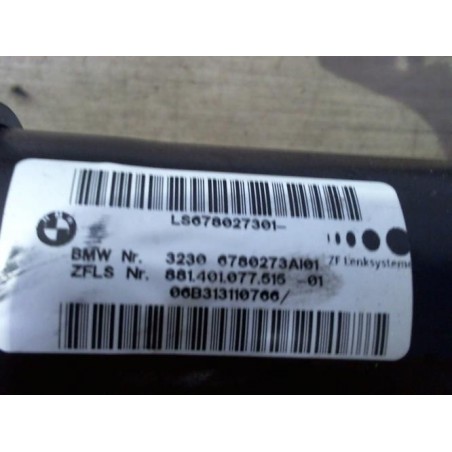 LS678027301-
BMW Nr. 3230 6780273AI01
ZFLS Nr. 881.401.077.515 -01
ZF Lenksysteme
06B313110766/